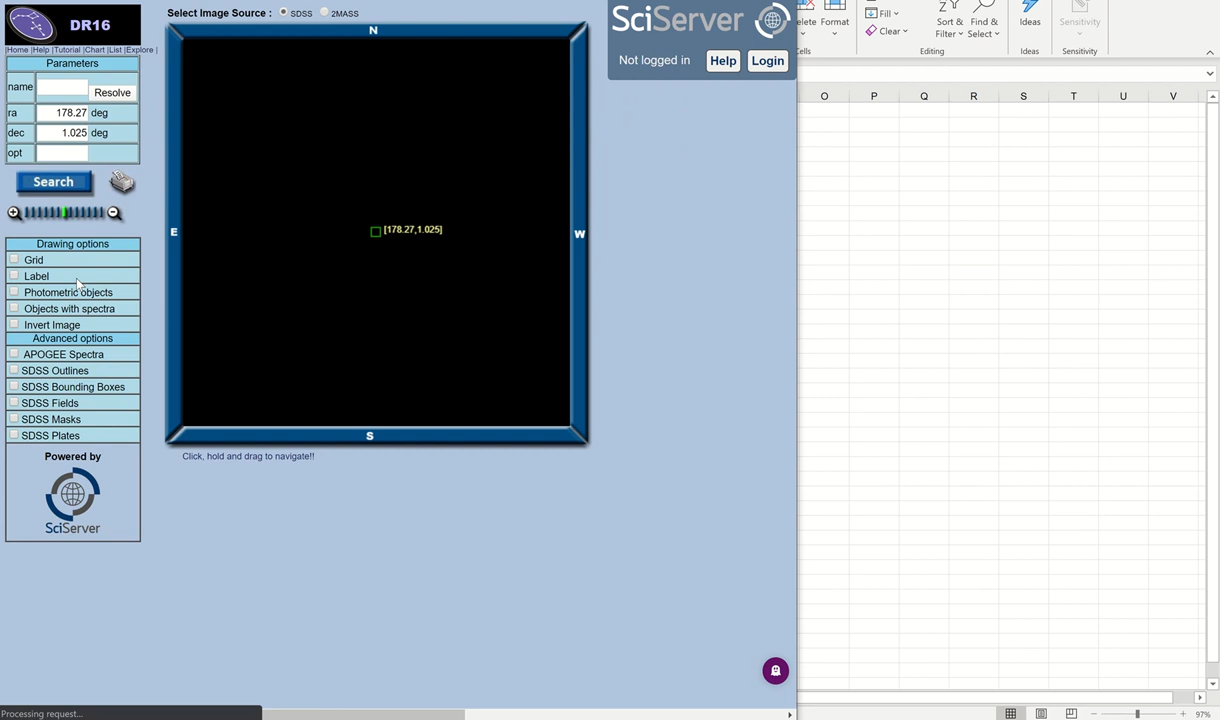 DR16
Home |Help |Tutorial |Chart |List |Explore |
Parameters
name
Resolve
ra 178.27 deg
dec 1.025 deg
opt
Search
Drawing options
Grid
Label
Photometric objects
Objects with spectra
Invert Image
Advanced options
APOGEE Spectra
SDSS Outlines
SDSS Bounding Boxes
SDSS Fields
SDSS Masks
SDSS Plates
Powered by
SciServer
Processing request...
Select Image Source : SDSS 2MASS
N
E
[178.27,1.025]
W
S
Click, hold and drag to navigate!!
SciServer
Not logged in Help Login
elete Format
Cells
Fill
Clear
Sort & Filter
Find & Select
Editing
Ideas
Ideas
Sensitivity
Sensitivity
O P Q R S T U V
97%